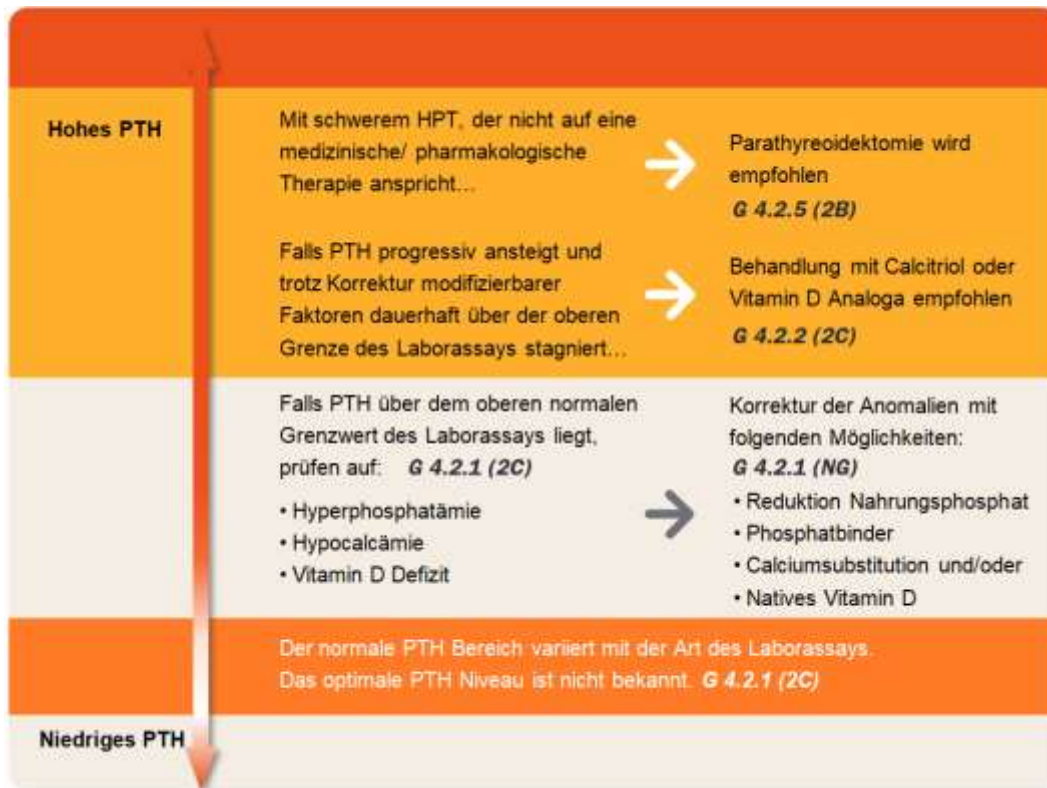 Hohes PTH
Mit schwerem HPT, der nicht auf eine
medizinische/ pharmakologische
Therapie anspricht...
Parathyreoidektomie wird
empfohlen
G 4.2.5 (2B)
Falls PTH progressiv ansteigt und
trotz Korrektur modifizierbarer
Faktoren dauerhaft über der oberen
Grenze des Laborassays stagniert...
Behandlung mit Calcitriol oder
Vitamin D Analoga empfohlen
G 4.2.2 (2C)
Falls PTH über dem oberen normalen
Grenzwert des Laborassays liegt,
prüfen auf: G 4.2.1 (2C)
• Hyperphosphatämie
• Hypocalcämie
• Vitamin D Defizit
Korrektur der Anomalien mit
folgenden Möglichkeiten:
G 4.2.1 (NG)
• Reduktion Nahrungsphosphat
• Phosphatbinder
• Calciumsubstitution und/oder
• Natives Vitamin D
Der normale PTH Bereich variiert mit der Art des Laborassays.
Das optimale PTH Niveau ist nicht bekannt. G 4.2.1 (2C)
Niedriges PTH